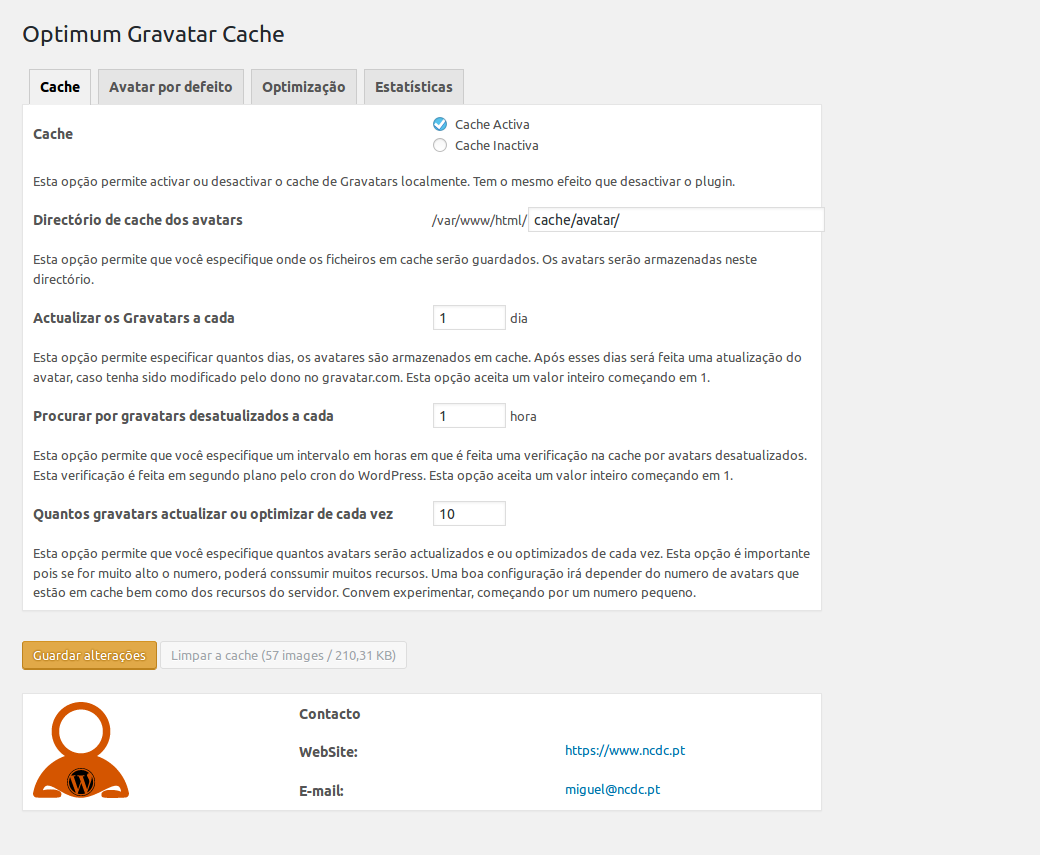 Optimum Gravatar Cache
Cache Avatar por defeito Optimização Estatísticas
Cache
Cache Activa
Cache Inactiva
Esta opção permite activar ou desactivar o cache de Gravatars localmente. Tem o mesmo efeito que desactivar o plugin.
Directório de cache dos avatars /var/www/html/ cache/avatar/
Esta opção permite que você especifique onde os ficheiros em cache serão guardados. Os avatars serão armazenadas neste
directório.
Actualizar os Gravatars a cada 1 dia
Esta opção permite especificar quantos dias, os avatares são armazenados em cache. Após esses dias será feita uma atualização do
avatar, caso tenha sido modificado pelo dono no gravatar.com. Esta opção aceita um valor inteiro começando em 1.
Procurar por gravatars desatualizados a cada 1 hora
Esta opção permite que você especifique um intervalo em horas em que é feita uma verificação na cache por avatars desatualizados.
Esta verificação é feita em segundo plano pelo cron do WordPress. Esta opção aceita um valor inteiro começando em 1.
Quantos gravatars actualizar ou optimizar de cada vez 10
Esta opção permite que você especifique quantos avatars serão actualizados e ou optimizados de cada vez. Esta opção é importante
pois se for muito alto o numero, poderá conssumir muitos recursos. Uma boa configuração irá depender do numero de avatars que
estão em cache bem como dos recursos do servidor. Convem experimentar, começando por um numero pequeno.
Guardar alterações Limpar a cache (57 images / 210,31 KB)
Contacto
WebSite: https://www.ncdc.pt
E-mail: miguel@ncdc.pt